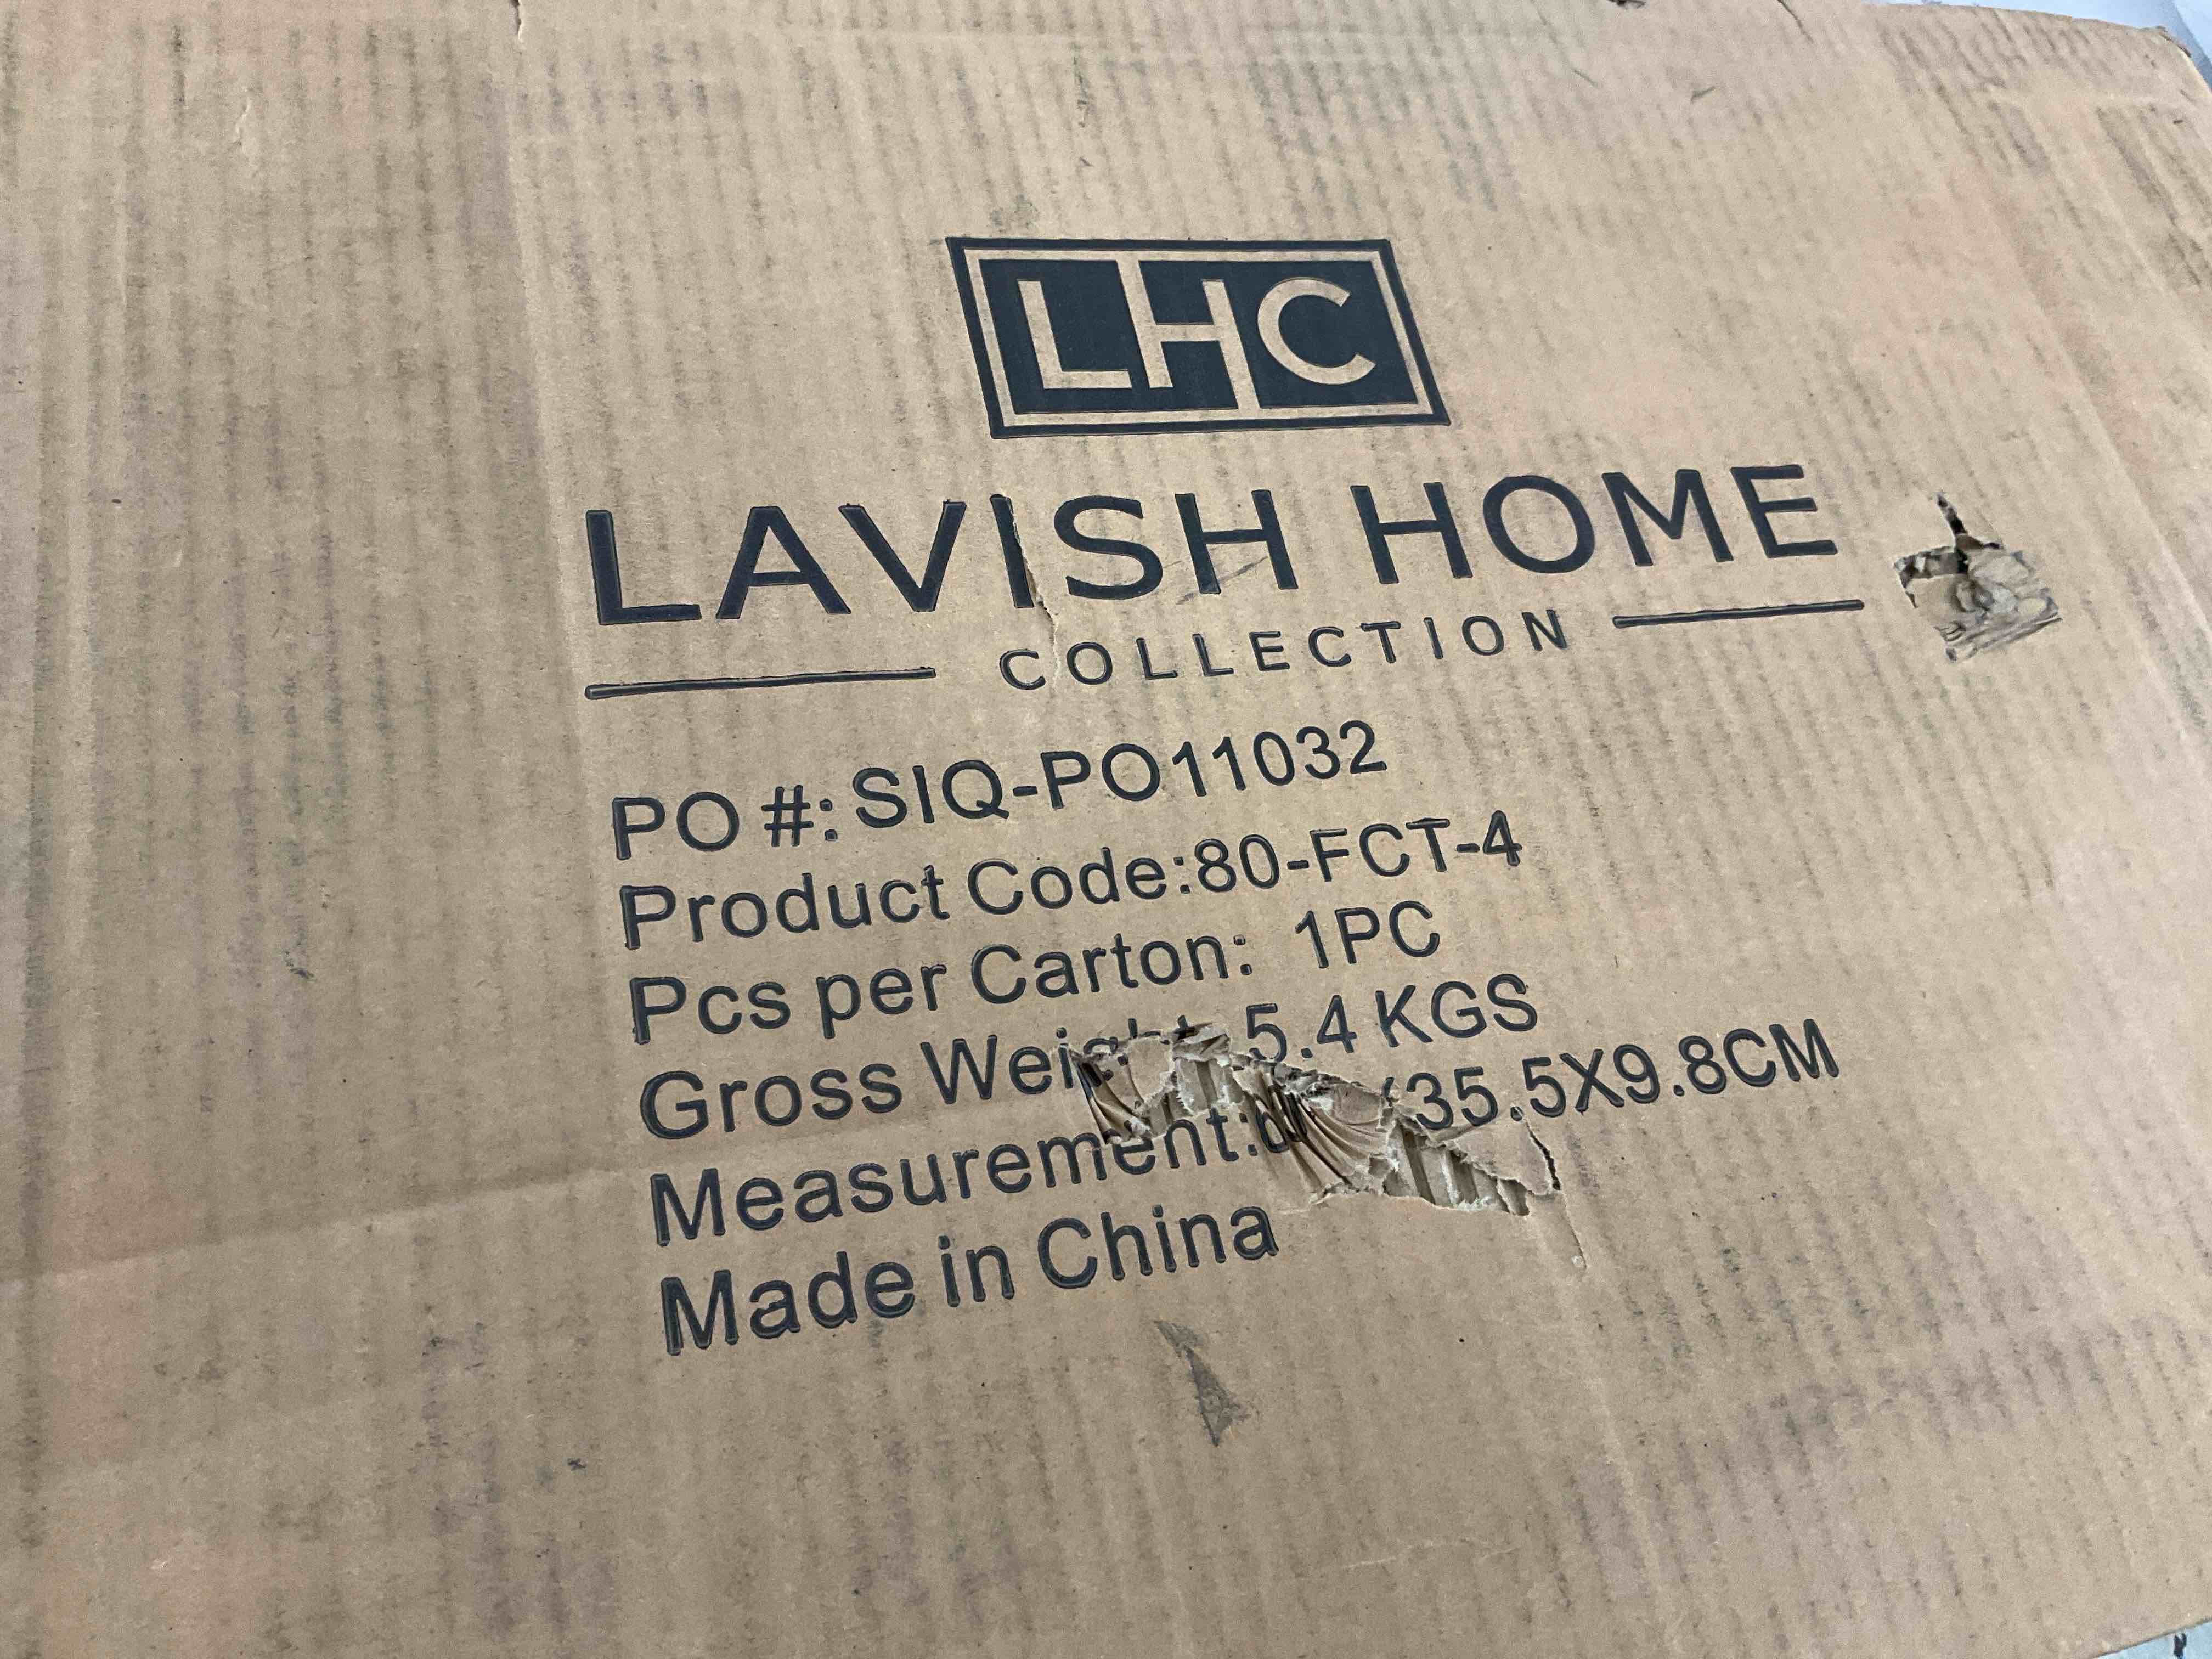 LHC
LAVISH HOME
COLLECTION
PO #: SIQ-PO11032
Product Code:80-FCT-4
Pcs per Carton: 1PC
Gross Weight: 5.4 KGS
Measurement: 35.5X9.8CM
Made in China